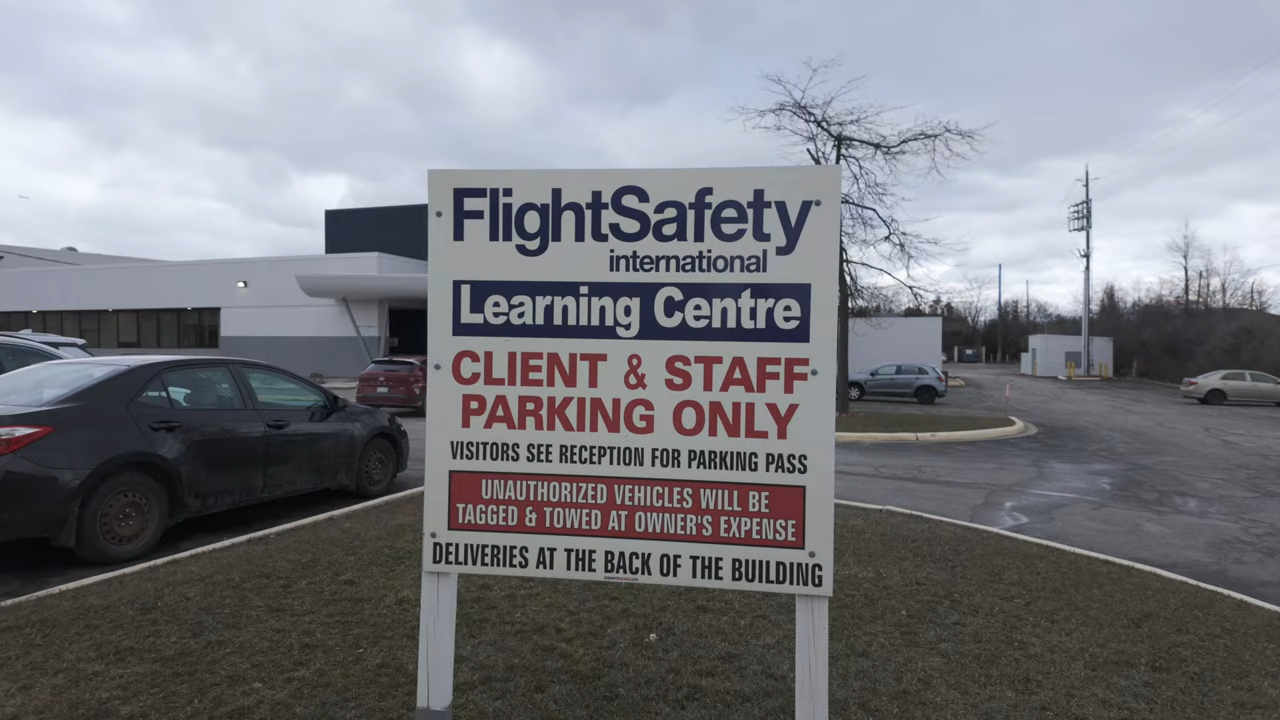 FlightSafety
international
Learning Centre
CLIENT & STAFF
PARKING ONLY
VISITORS SEE RECEPTION FOR PARKING PASS
UNAUTHORIZED VEHICLES WILL BE
TAGGED & TOWED AT OWNER'S EXPENSE
DELIVERIES AT THE BACK OF THE BUILDING